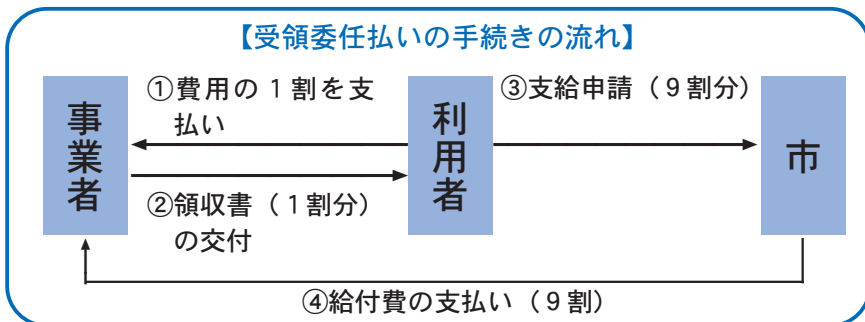 【受領委任払いの手続きの流れ】
①費用の1割を支
払い
③支給申請(9割分)
事業者
利用者
市
②領収書(1割分)
の交付
④給付費の支払い(9割)